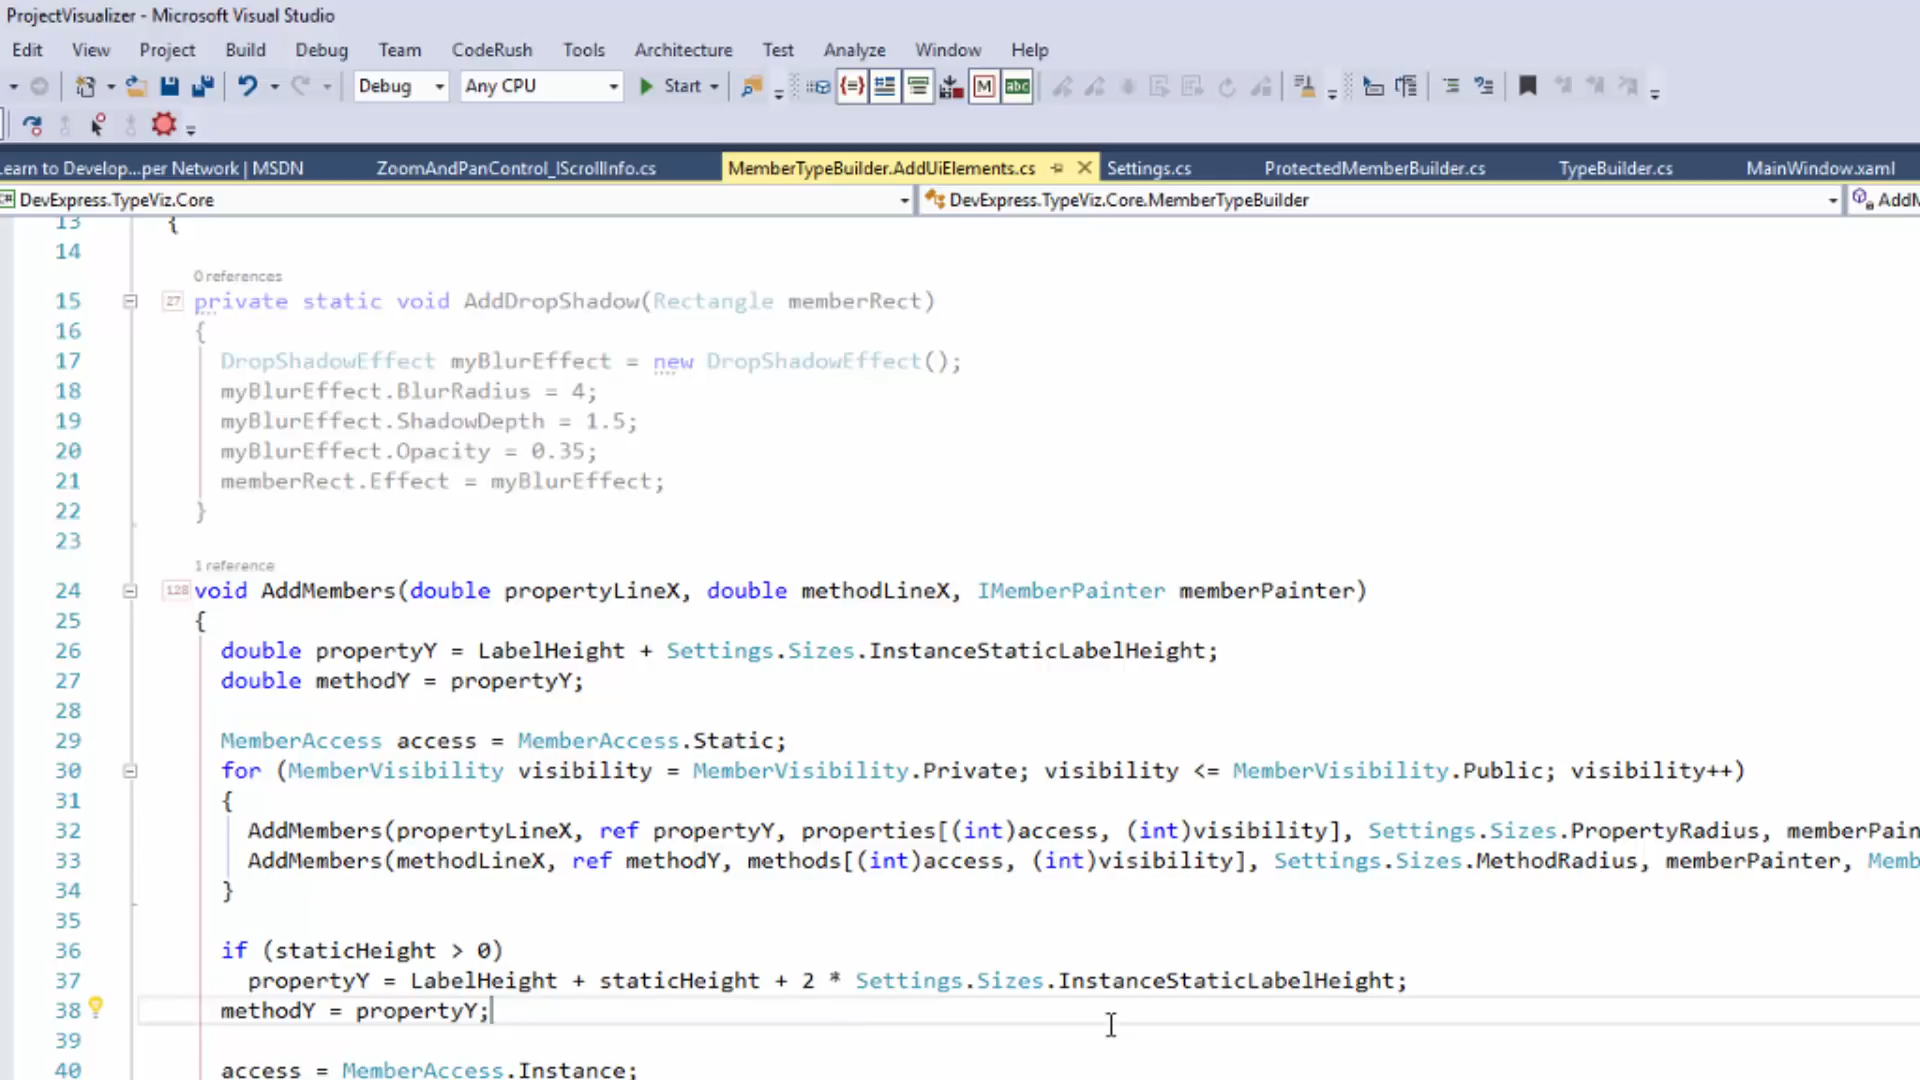 ProjectVisualizer - Microsoft Visual Studio
Edit View Project Build Debug Team CodeRush Tools Architecture Test Analyze Window Help
Debug Any CPU Start {=} M abc
Learn to Develop...per Network | MSDN ZoomAndPanControl_IScrollInfo.cs MemberTypeBuilder.AddUiElements.cs Settings.cs ProtectedMemberBuilder.cs TypeBuilder.cs MainWindow.xaml
C# DevExpress.TypeViz.Core DevExpress.TypeViz.Core.MemberTypeBuilder AddM
13 {
14
0 references
15 27 private static void AddDropShadow(Rectangle memberRect)
16 {
17 DropShadowEffect myBlurEffect = new DropShadowEffect();
18 myBlurEffect.BlurRadius = 4;
19 myBlurEffect.ShadowDepth = 1.5;
20 myBlurEffect.Opacity = 0.35;
21 memberRect.Effect = myBlurEffect;
22 }
23
1 reference
24 128 void AddMembers(double propertyLineX, double methodLineX, IMemberPainter memberPainter)
25 {
26 double propertyY = LabelHeight + Settings.Sizes.InstanceStaticLabelHeight;
27 double methodY = propertyY;
28
29 MemberAccess access = MemberAccess.Static;
30 for (MemberVisibility visibility = MemberVisibility.Private; visibility <= MemberVisibility.Public; visibility++)
31 {
32 AddMembers(propertyLineX, ref propertyY, properties[(int)access, (int)visibility], Settings.Sizes.PropertyRadius, memberPain
33 AddMembers(methodLineX, ref methodY, methods[(int)access, (int)visibility], Settings.Sizes.MethodRadius, memberPainter, Memb
34 }
35
36 if (staticHeight > 0)
37 propertyY = LabelHeight + staticHeight + 2 * Settings.Sizes.InstanceStaticLabelHeight;
38 methodY = propertyY;
39
40 access = MemberAccess.Instance;